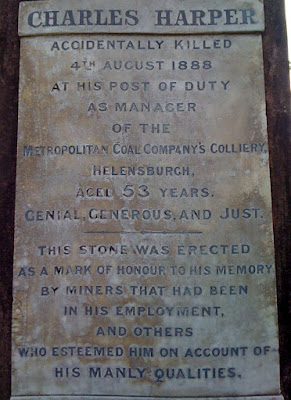 CHARLES HARPER
ACCIDENTALLY KILLED
4TH AUGUST 1888
AT HIS POST OF DUTY
AS MANAGER
OF THE
METROPOLITAN COAL COMPANY'S COLLIERY,
HELENSBURGH,
AGED 53 YEARS.
GENIAL, GENEROUS, AND JUST.
THIS STONE WAS ERECTED
AS A MARK OF HONOUR TO HIS MEMORY
BY MINERS THAT HAD BEEN
IN HIS EMPLOYMENT,
AND OTHERS
WHO ESTEEMED HIM ON ACCOUNT OF
HIS MANLY QUALITIES.